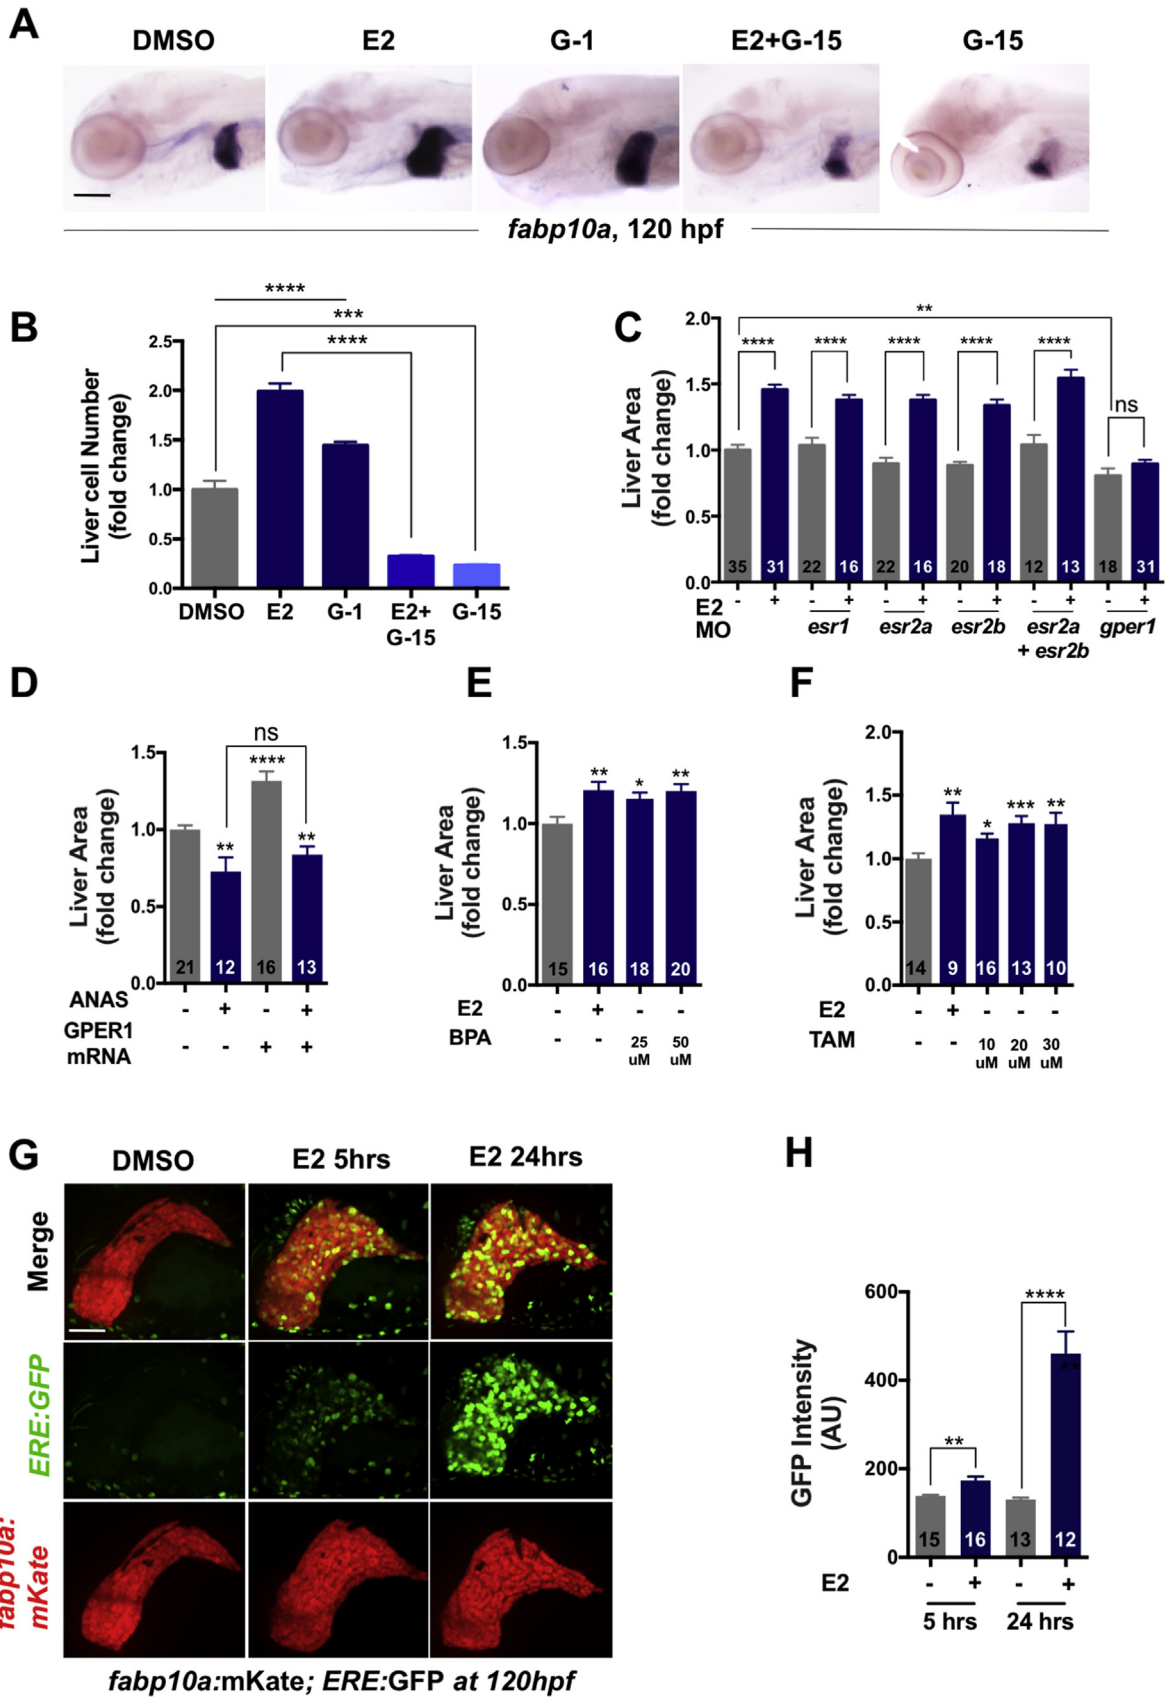 A
DMSO E2 G-1 E2+G-15 G-15
fabp10a, 120 hpf
B
****
***
****
Liver cell Number
(fold change)
2.5
2.0
1.5
1.0
0.5
0.0
DMSO E2 G-1 E2+ G-15
G-15
C
**
**** **** **** **** ****
ns
Liver Area
(fold change)
2.0
1.5
1.0
0.5
0.0
35 31 22 16 22 16 20 18 12 13 18 31
E2 - + - + - + - + - + - +
MO esr1 esr2a esr2b esr2a gper1
+ esr2b
D
ns
****
** **
Liver Area
(fold change)
1.5
1.0
0.5
0.0
21 12 16 13
ANAS - + - +
GPER1
mRNA - - + +
E
** * **
Liver Area
(fold change)
1.5
1.0
0.5
0.0
15 16 18 20
E2 - + - -
BPA - - 25 50
uM uM
F
** * *** **
Liver Area
(fold change)
2.0
1.5
1.0
0.5
0.0
14 9 16 13 10
E2 - + - - -
TAM - - 10 20 30
uM uM uM
G
DMSO E2 5hrs E2 24hrs
Merge
ERE:GFP
fabp10a:
mKate
fabp10a:mKate; ERE:GFP at 120hpf
H
****
**
**
GFP Intensity
(AU)
600
400
200
0
15 16 13 12
E2 - + - +
5 hrs 24 hrs